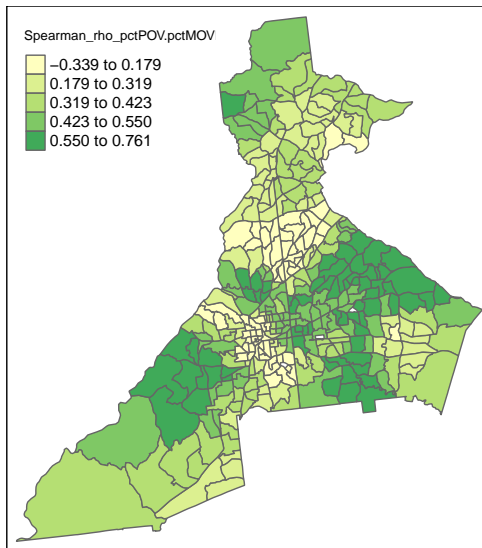 Spearman_rho_pctPOV.pctMOV
−0.339 to 0.179
0.179 to 0.319
0.319 to 0.423
0.423 to 0.550
0.550 to 0.761